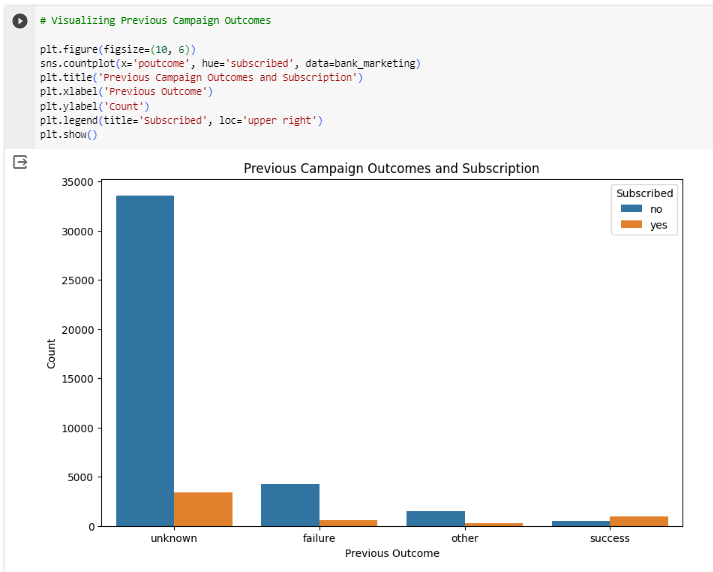 # Visualizing Previous Campaign Outcomes
plt.figure(figsize=(10, 6))
sns.countplot(x='poutcome', hue='subscribed', data=bank_marketing)
plt.title('Previous Campaign Outcomes and Subscription')
plt.xlabel('Previous Outcome')
plt.ylabel('Count')
plt.legend(title='Subscribed', loc='upper right')
plt.show()
Previous Campaign Outcomes and Subscription
Subscribed
no
yes
35000
30000
25000
20000
15000
10000
5000
0
Count
unknown failure other success
Previous Outcome